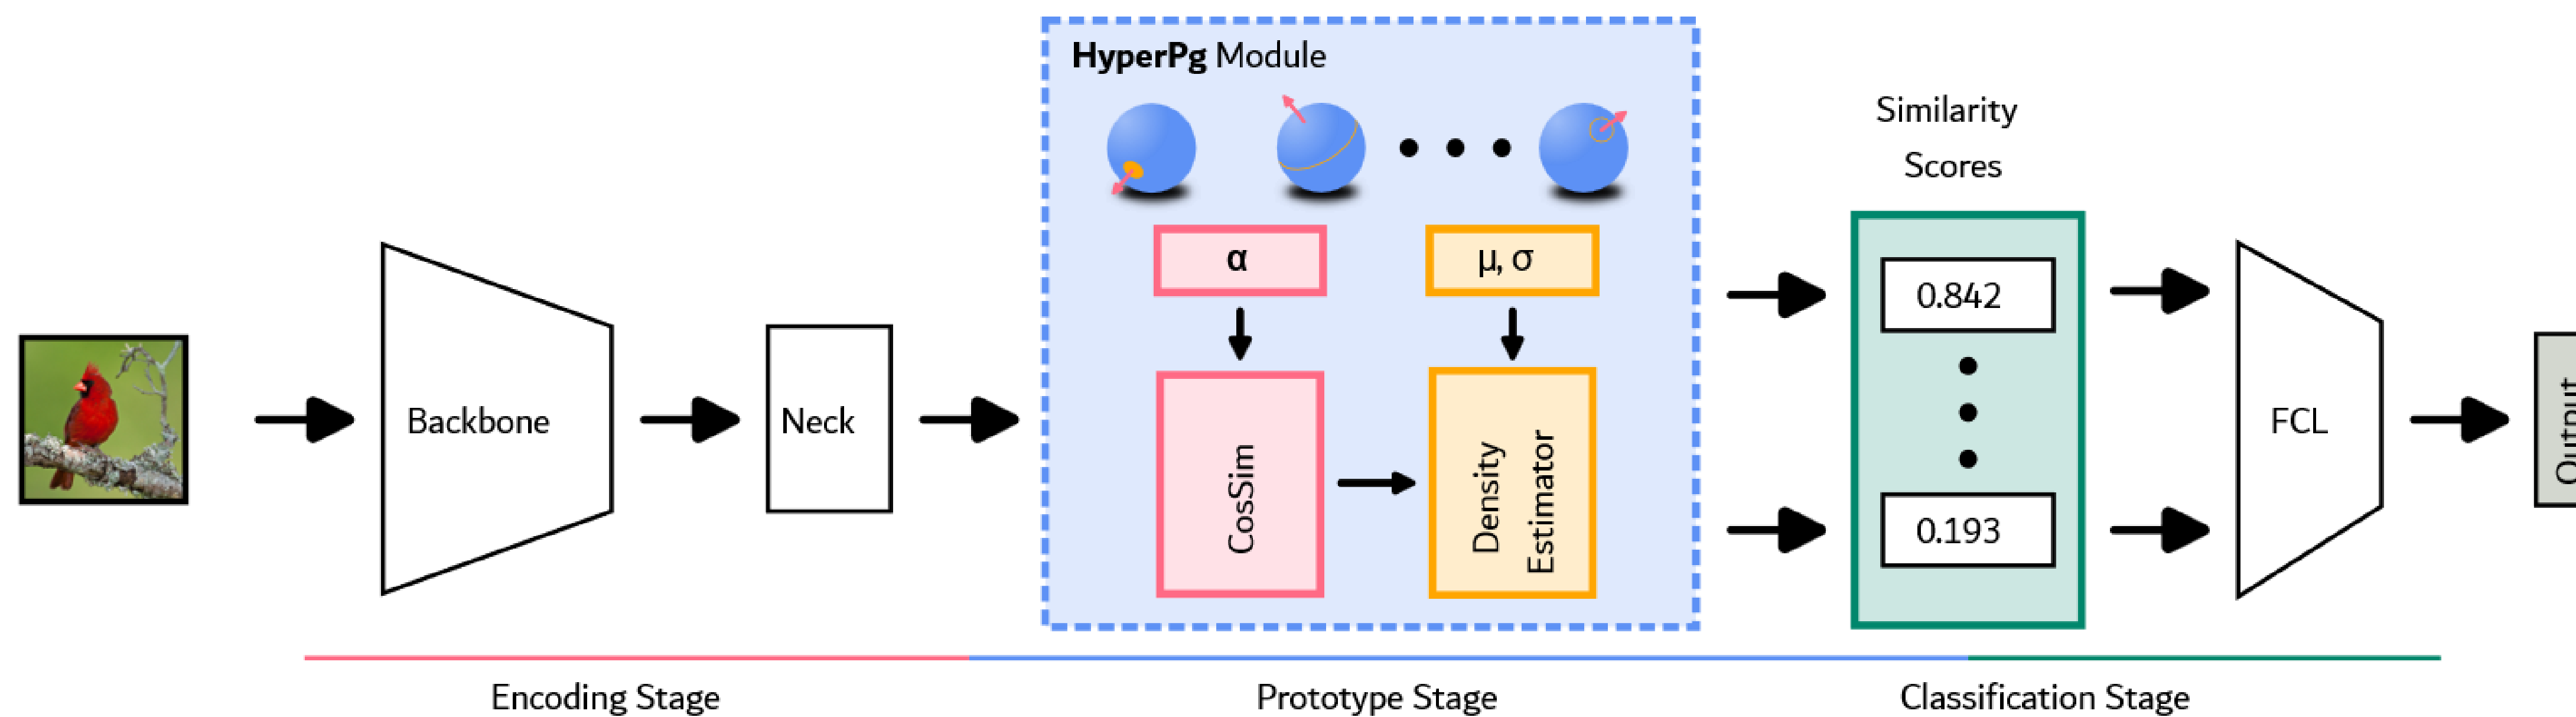 HyperPg Module
Similarity
Scores
α
μ, σ
0.842
Backbone
Neck
CosSim
Density
Estimator
0.193
FCL
Output
Encoding Stage
Prototype Stage
Classification Stage